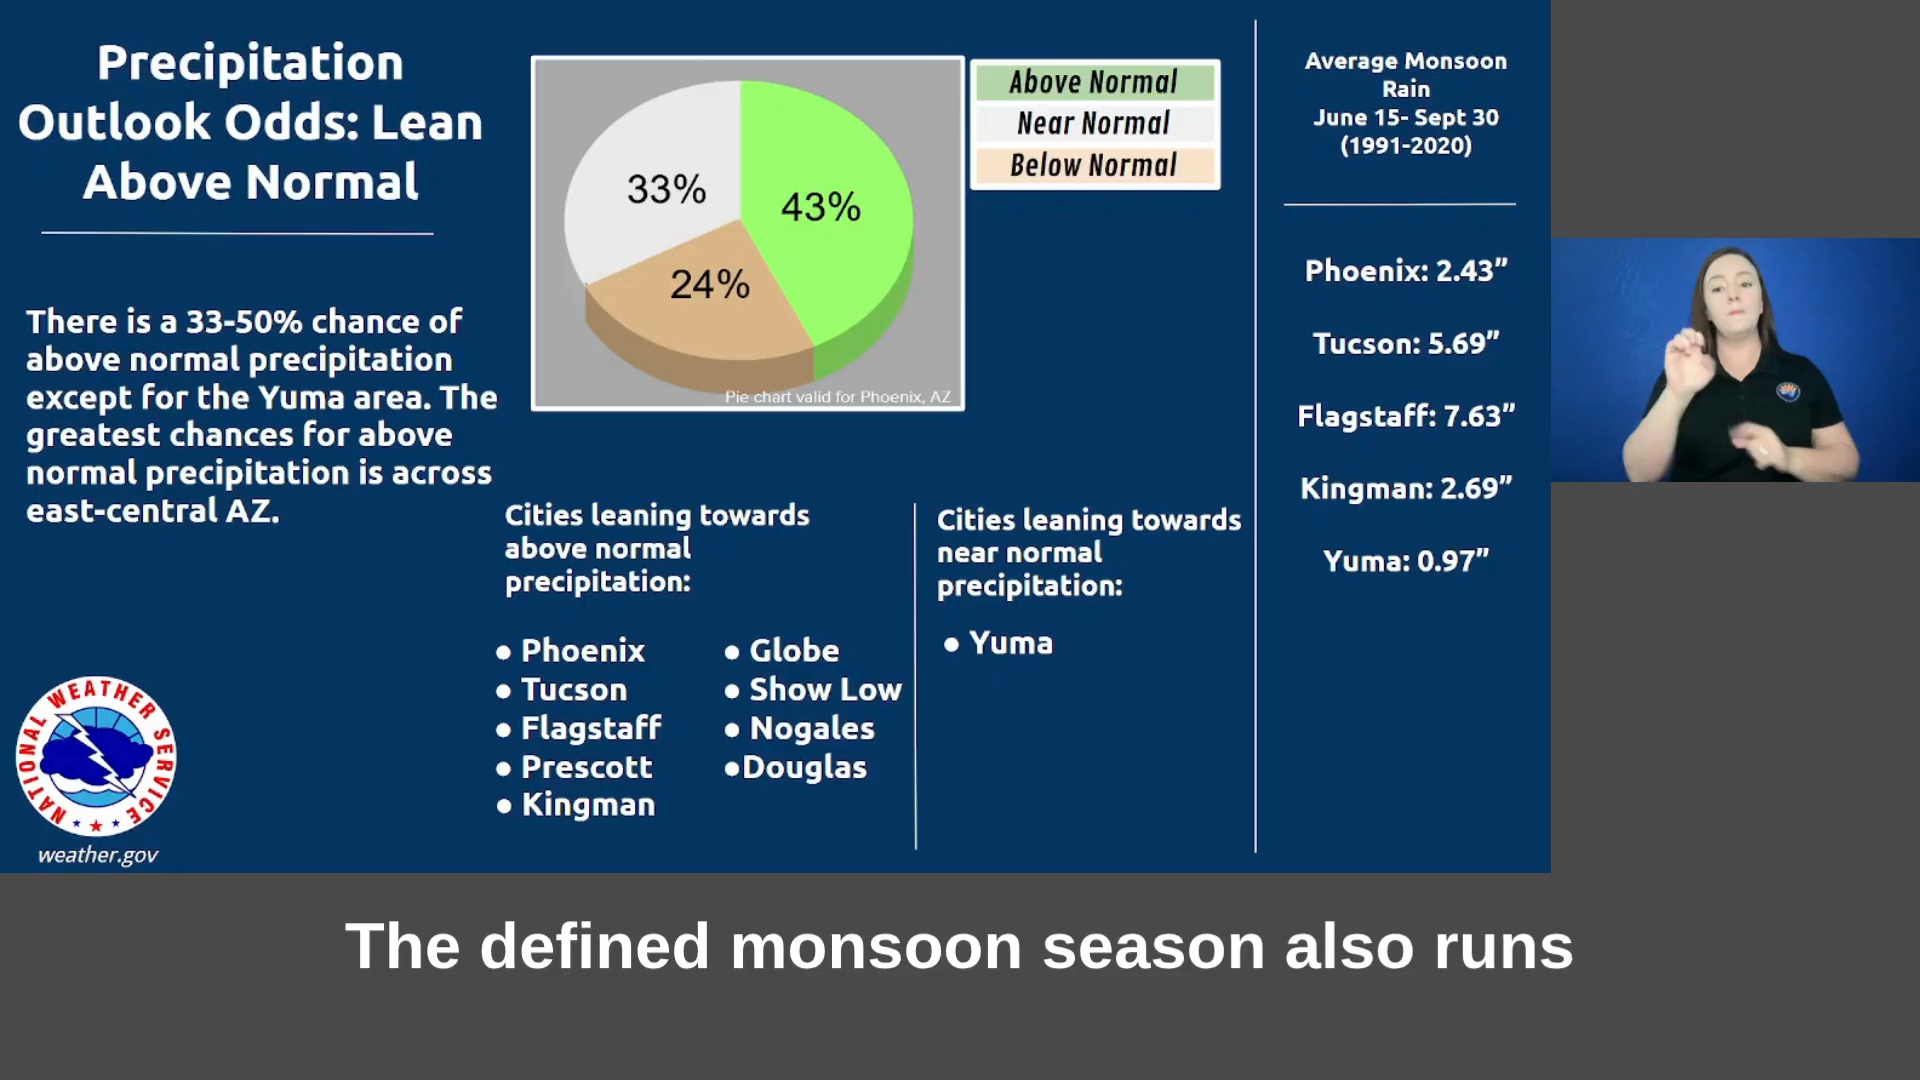 Precipitation
Outlook Odds: Lean
Above Normal
There is a 33-50% chance of
above normal precipitation
except for the Yuma area. The
greatest chances for above
normal precipitation is across
east-central AZ.
NATIONAL WEATHER SERVICE
weather.gov
33%
43%
24%
Pie chart valid for Phoenix, AZ
Above Normal
Near Normal
Below Normal
Cities leaning towards
above normal
precipitation:
● Phoenix
● Tucson
● Flagstaff
● Prescott
● Kingman
● Globe
● Show Low
● Nogales
●Douglas
Cities leaning towards
near normal
precipitation:
● Yuma
Average Monsoon
Rain
June 15- Sept 30
(1991-2020)
Phoenix: 2.43”
Tucson: 5.69”
Flagstaff: 7.63”
Kingman: 2.69”
Yuma: 0.97”
The defined monsoon season also runs